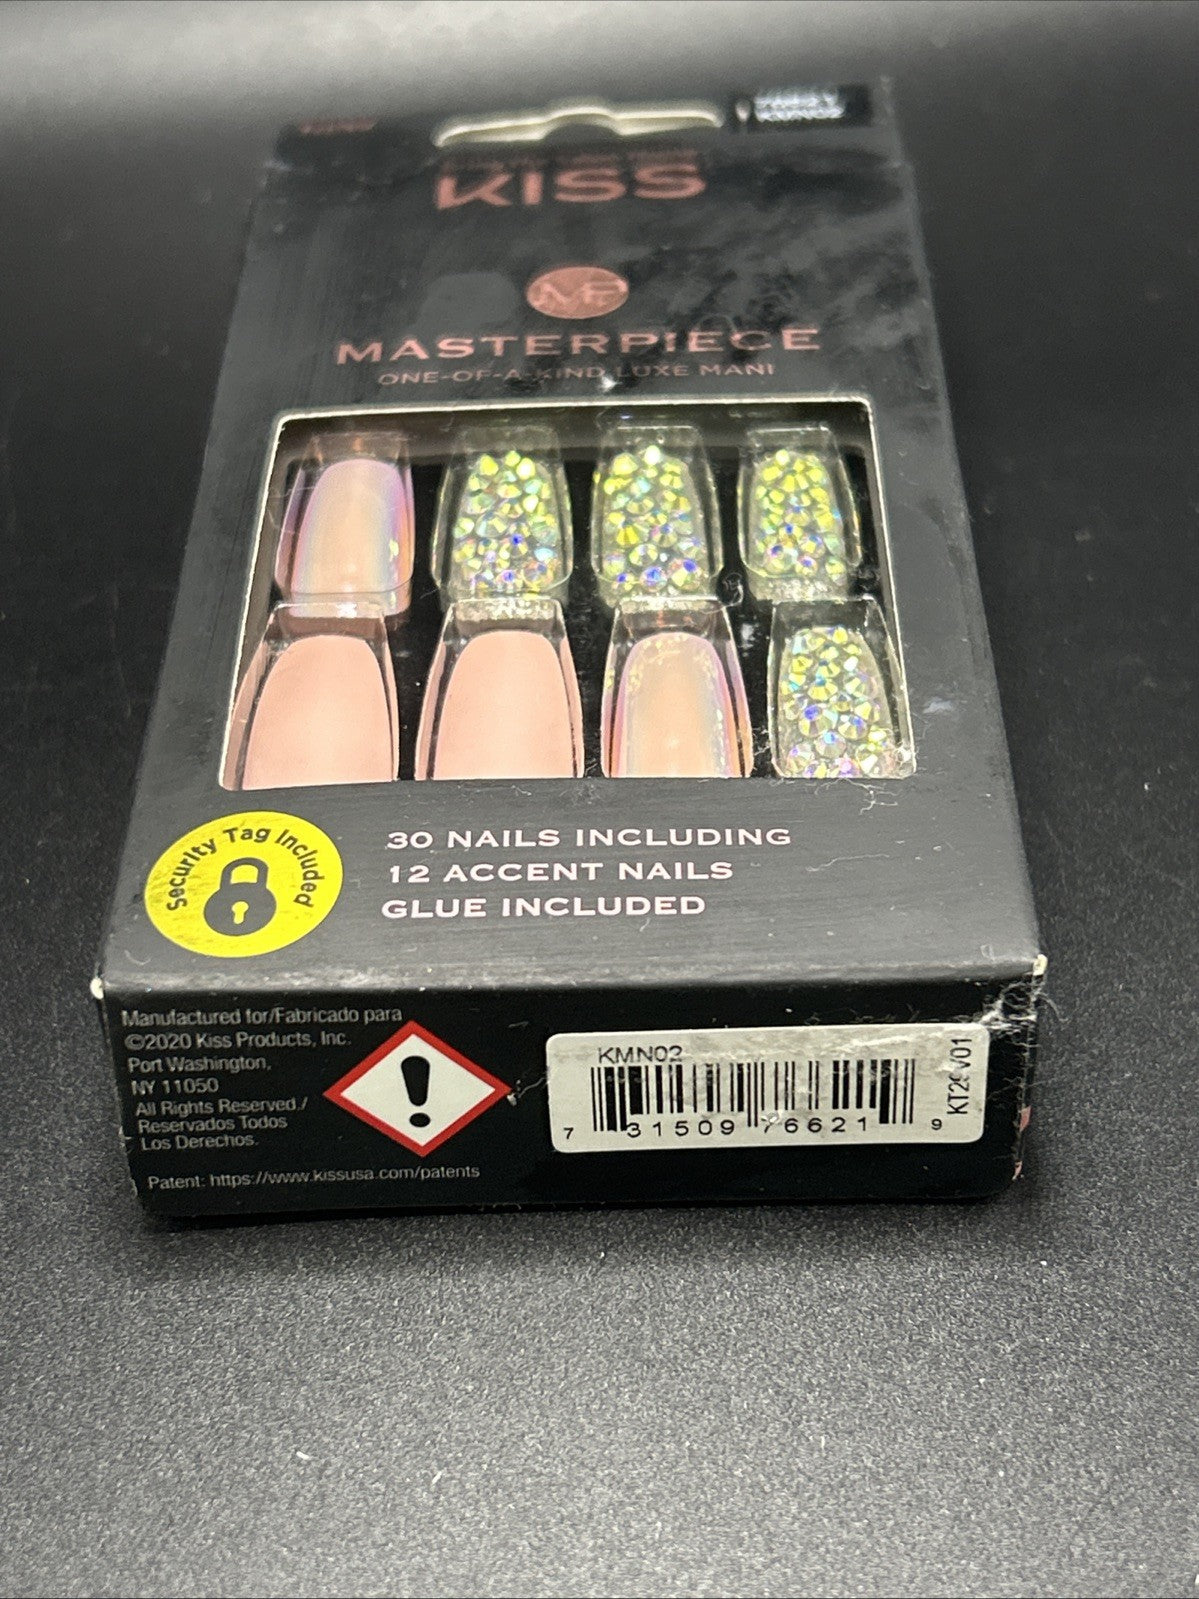 KISS
MP
MASTERPIECE
ONE-OF-A-KIND LUXE MANI
Security Tag Included
30 NAILS INCLUDING
12 ACCENT NAILS
GLUE INCLUDED
Manufactured for/Fabricado para
©2020 Kiss Products, Inc.
Port Washington,
NY 11050
All Rights Reserved./
Reservados Todos
Los Derechos.
Patent: https://www.kissusa.com/patents
KMN02
7 31509 76621 9